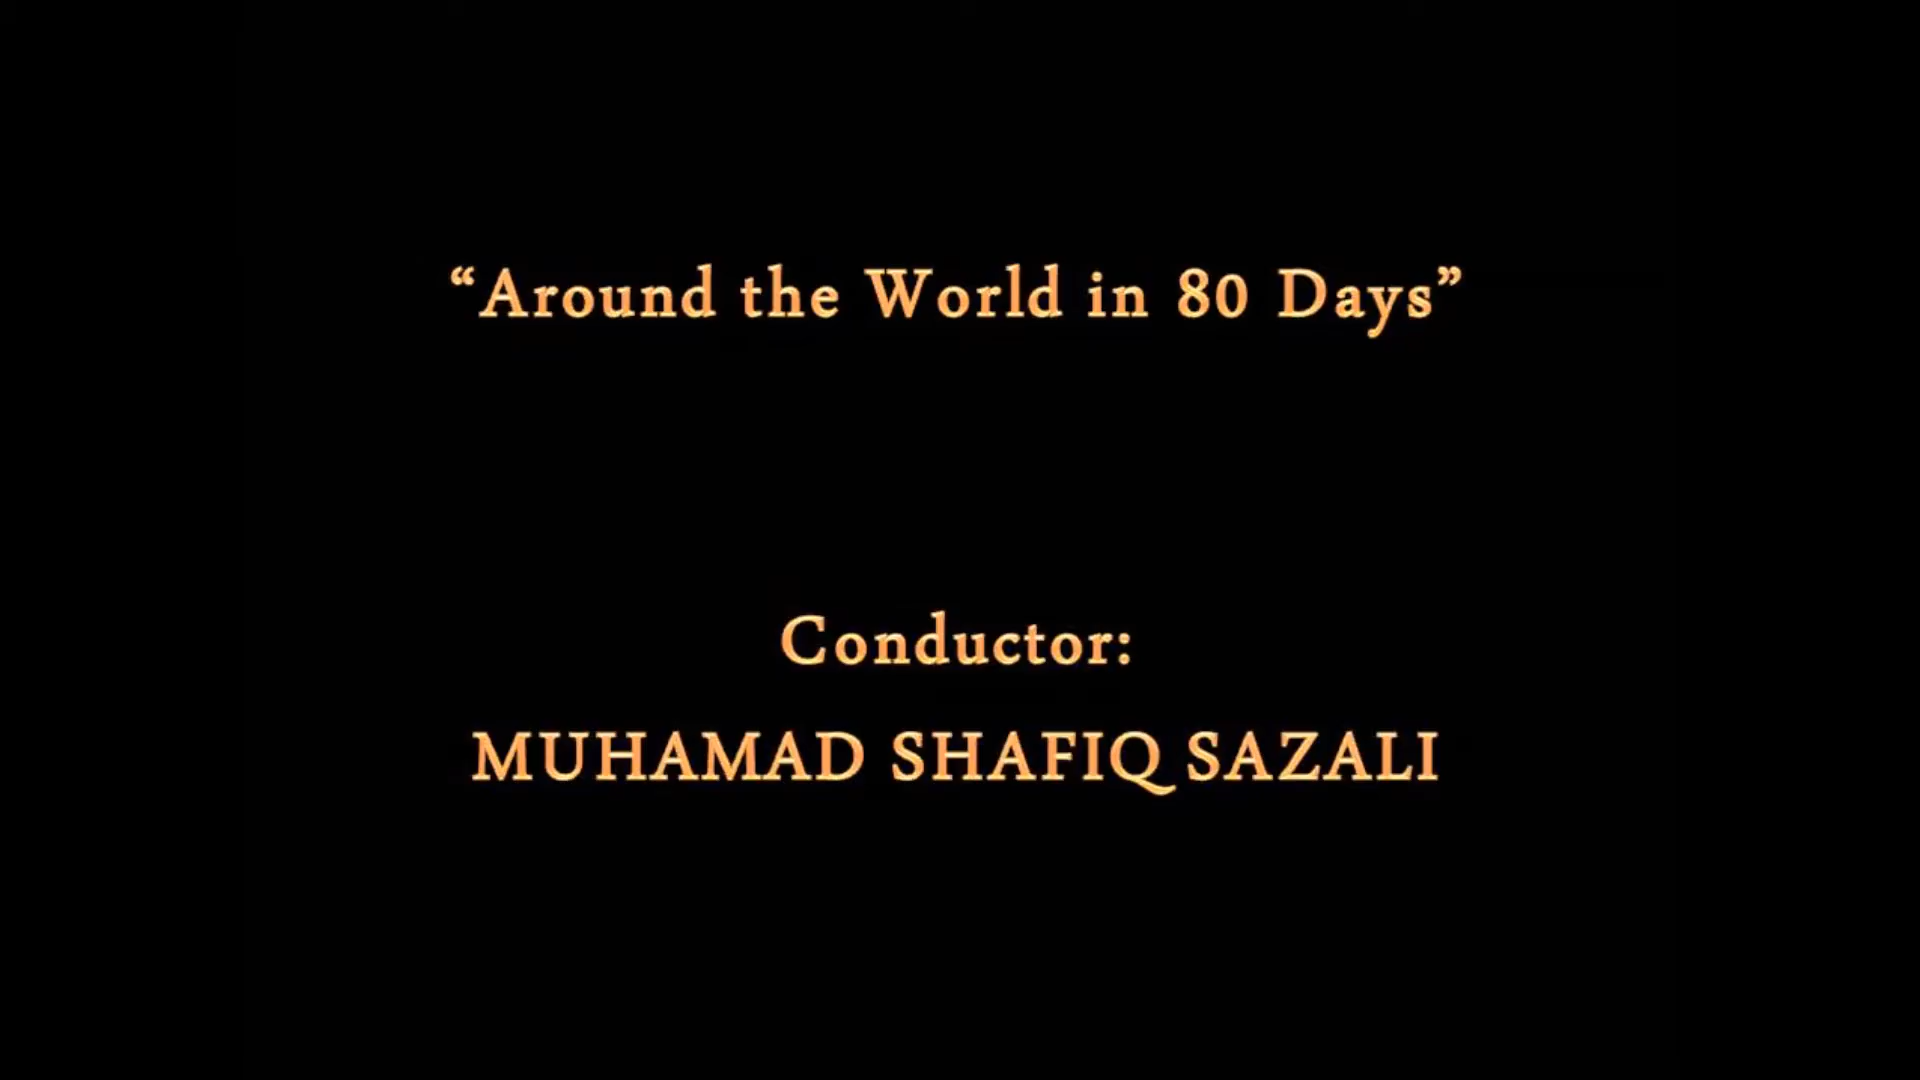 “Around the World in 80 Days”
Conductor:
MUHAMAD SHAFIQ SAZALI